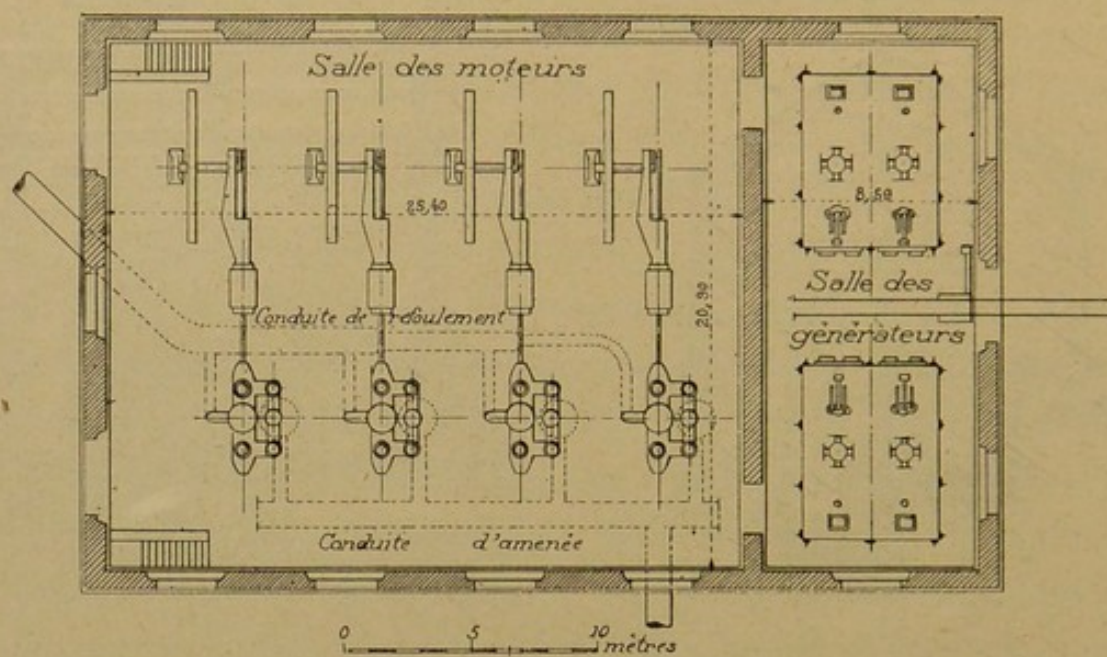 Salle des moteurs
25,40
8,50
20,90
Salle des
générateurs
Conduite de refoulement
Conduite d'amenée
0 5 10
mètres